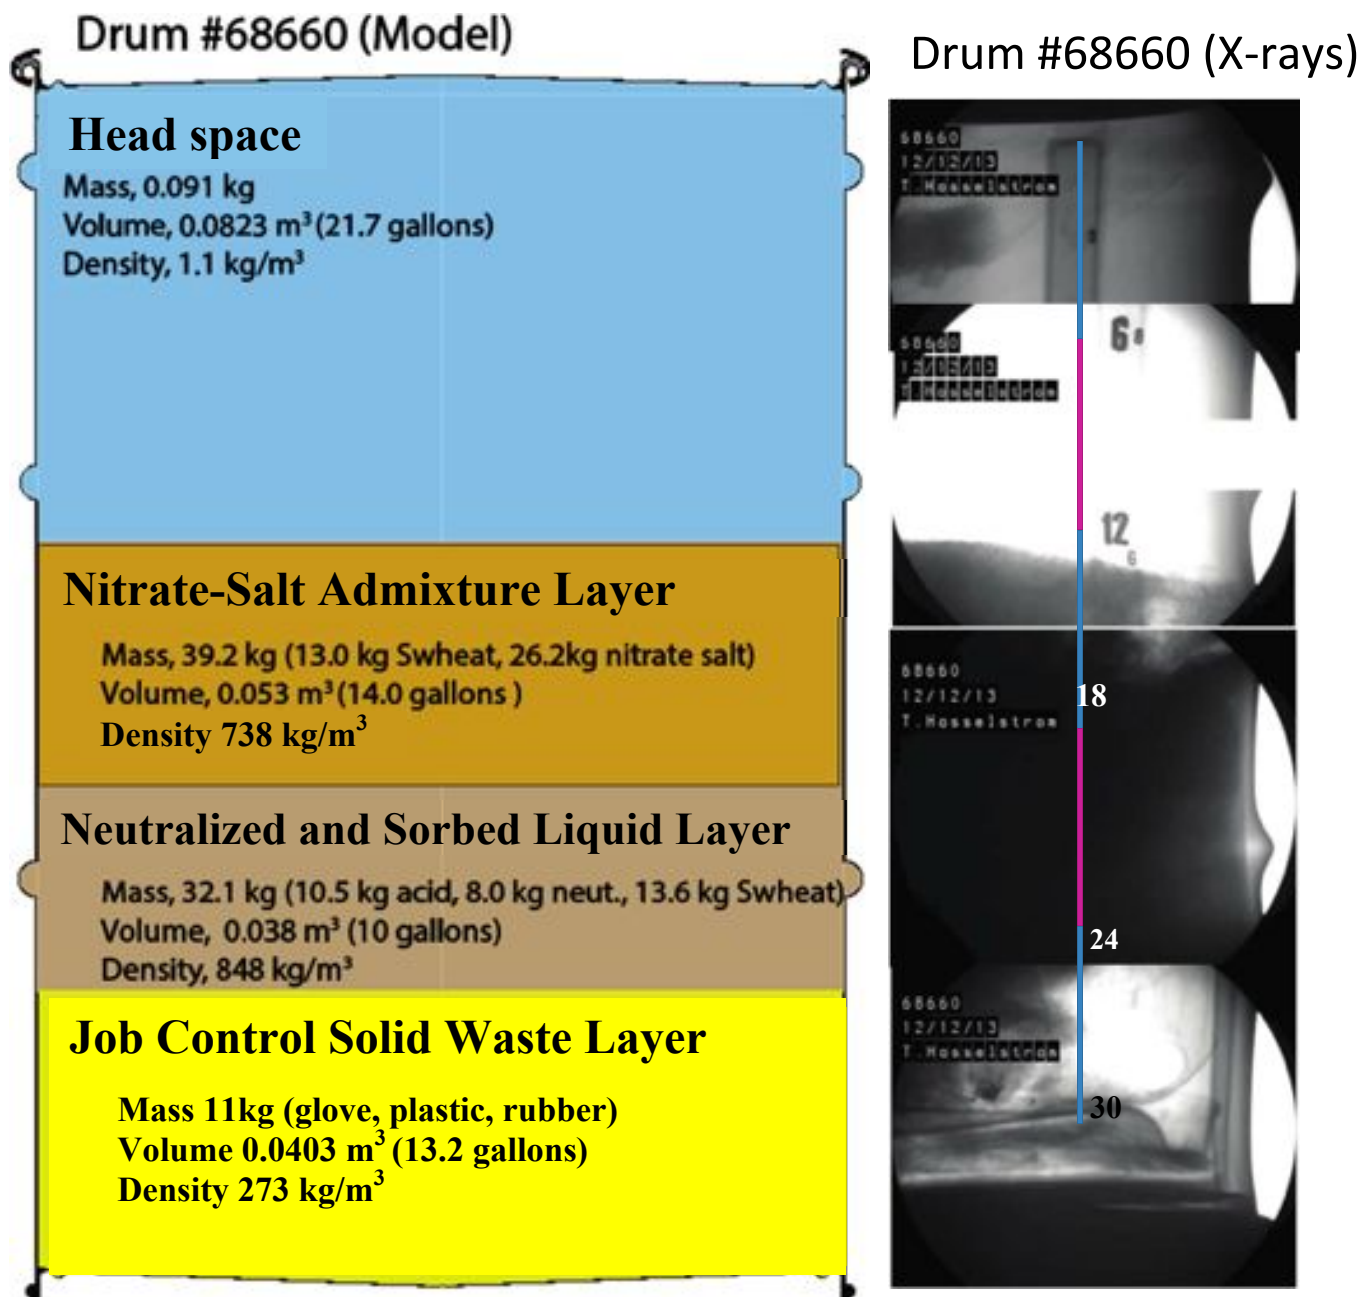 Drum #68660 (Model)
Head space
Mass, 0.091 kg
Volume, 0.0823 m³ (21.7 gallons)
Density, 1.1 kg/m³
Nitrate-Salt Admixture Layer
Mass, 39.2 kg (13.0 kg Swheat, 26.2kg nitrate salt)
Volume, 0.053 m³ (14.0 gallons )
Density 738 kg/m³
Neutralized and Sorbed Liquid Layer
Mass, 32.1 kg (10.5 kg acid, 8.0 kg neut., 13.6 kg Swheat)
Volume, 0.038 m³ (10 gallons)
Density, 848 kg/m³
Job Control Solid Waste Layer
Mass 11kg (glove, plastic, rubber)
Volume 0.0403 m³ (13.2 gallons)
Density 273 kg/m³
Drum #68660 (X-rays)
68660
12/12/13
T.Hosselstrom
6
68660
12/12/13
T.Hosselstrom
12
G
68660
12/12/13
T.Hosselstrom
18
24
68660
12/12/13
T.Hosselstrom
30